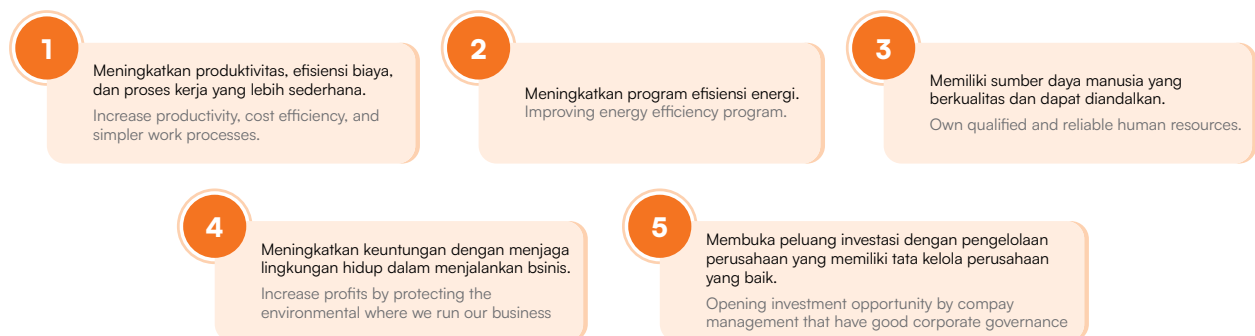 1
Meningkatkan produktivitas, efisiensi biaya,
dan proses kerja yang lebih sederhana.
Increase productivity, cost efficiency, and
simpler work processes.
2
Meningkatkan program efisiensi energi.
Improving energy efficiency program.
3
Memiliki sumber daya manusia yang
berkualitas dan dapat diandalkan.
Own qualified and reliable human resources.
4
Meningkatkan keuntungan dengan menjaga
lingkungan hidup dalam menjalankan bsinis.
Increase profits by protecting the
environmental where we run our business
5
Membuka peluang investasi dengan pengelolaan
perusahaan yang memiliki tata kelola perusahaan
yang baik.
Opening investment opportunity by compay
management that have good corporate governance